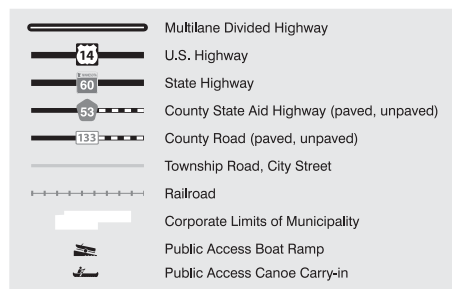 Multilane Divided Highway
14 U.S. Highway
60 State Highway
53 County State Aid Highway (paved, unpaved)
133 County Road (paved, unpaved)
Township Road, City Street
Railroad
Corporate Limits of Municipality
Public Access Boat Ramp
Public Access Canoe Carry-in